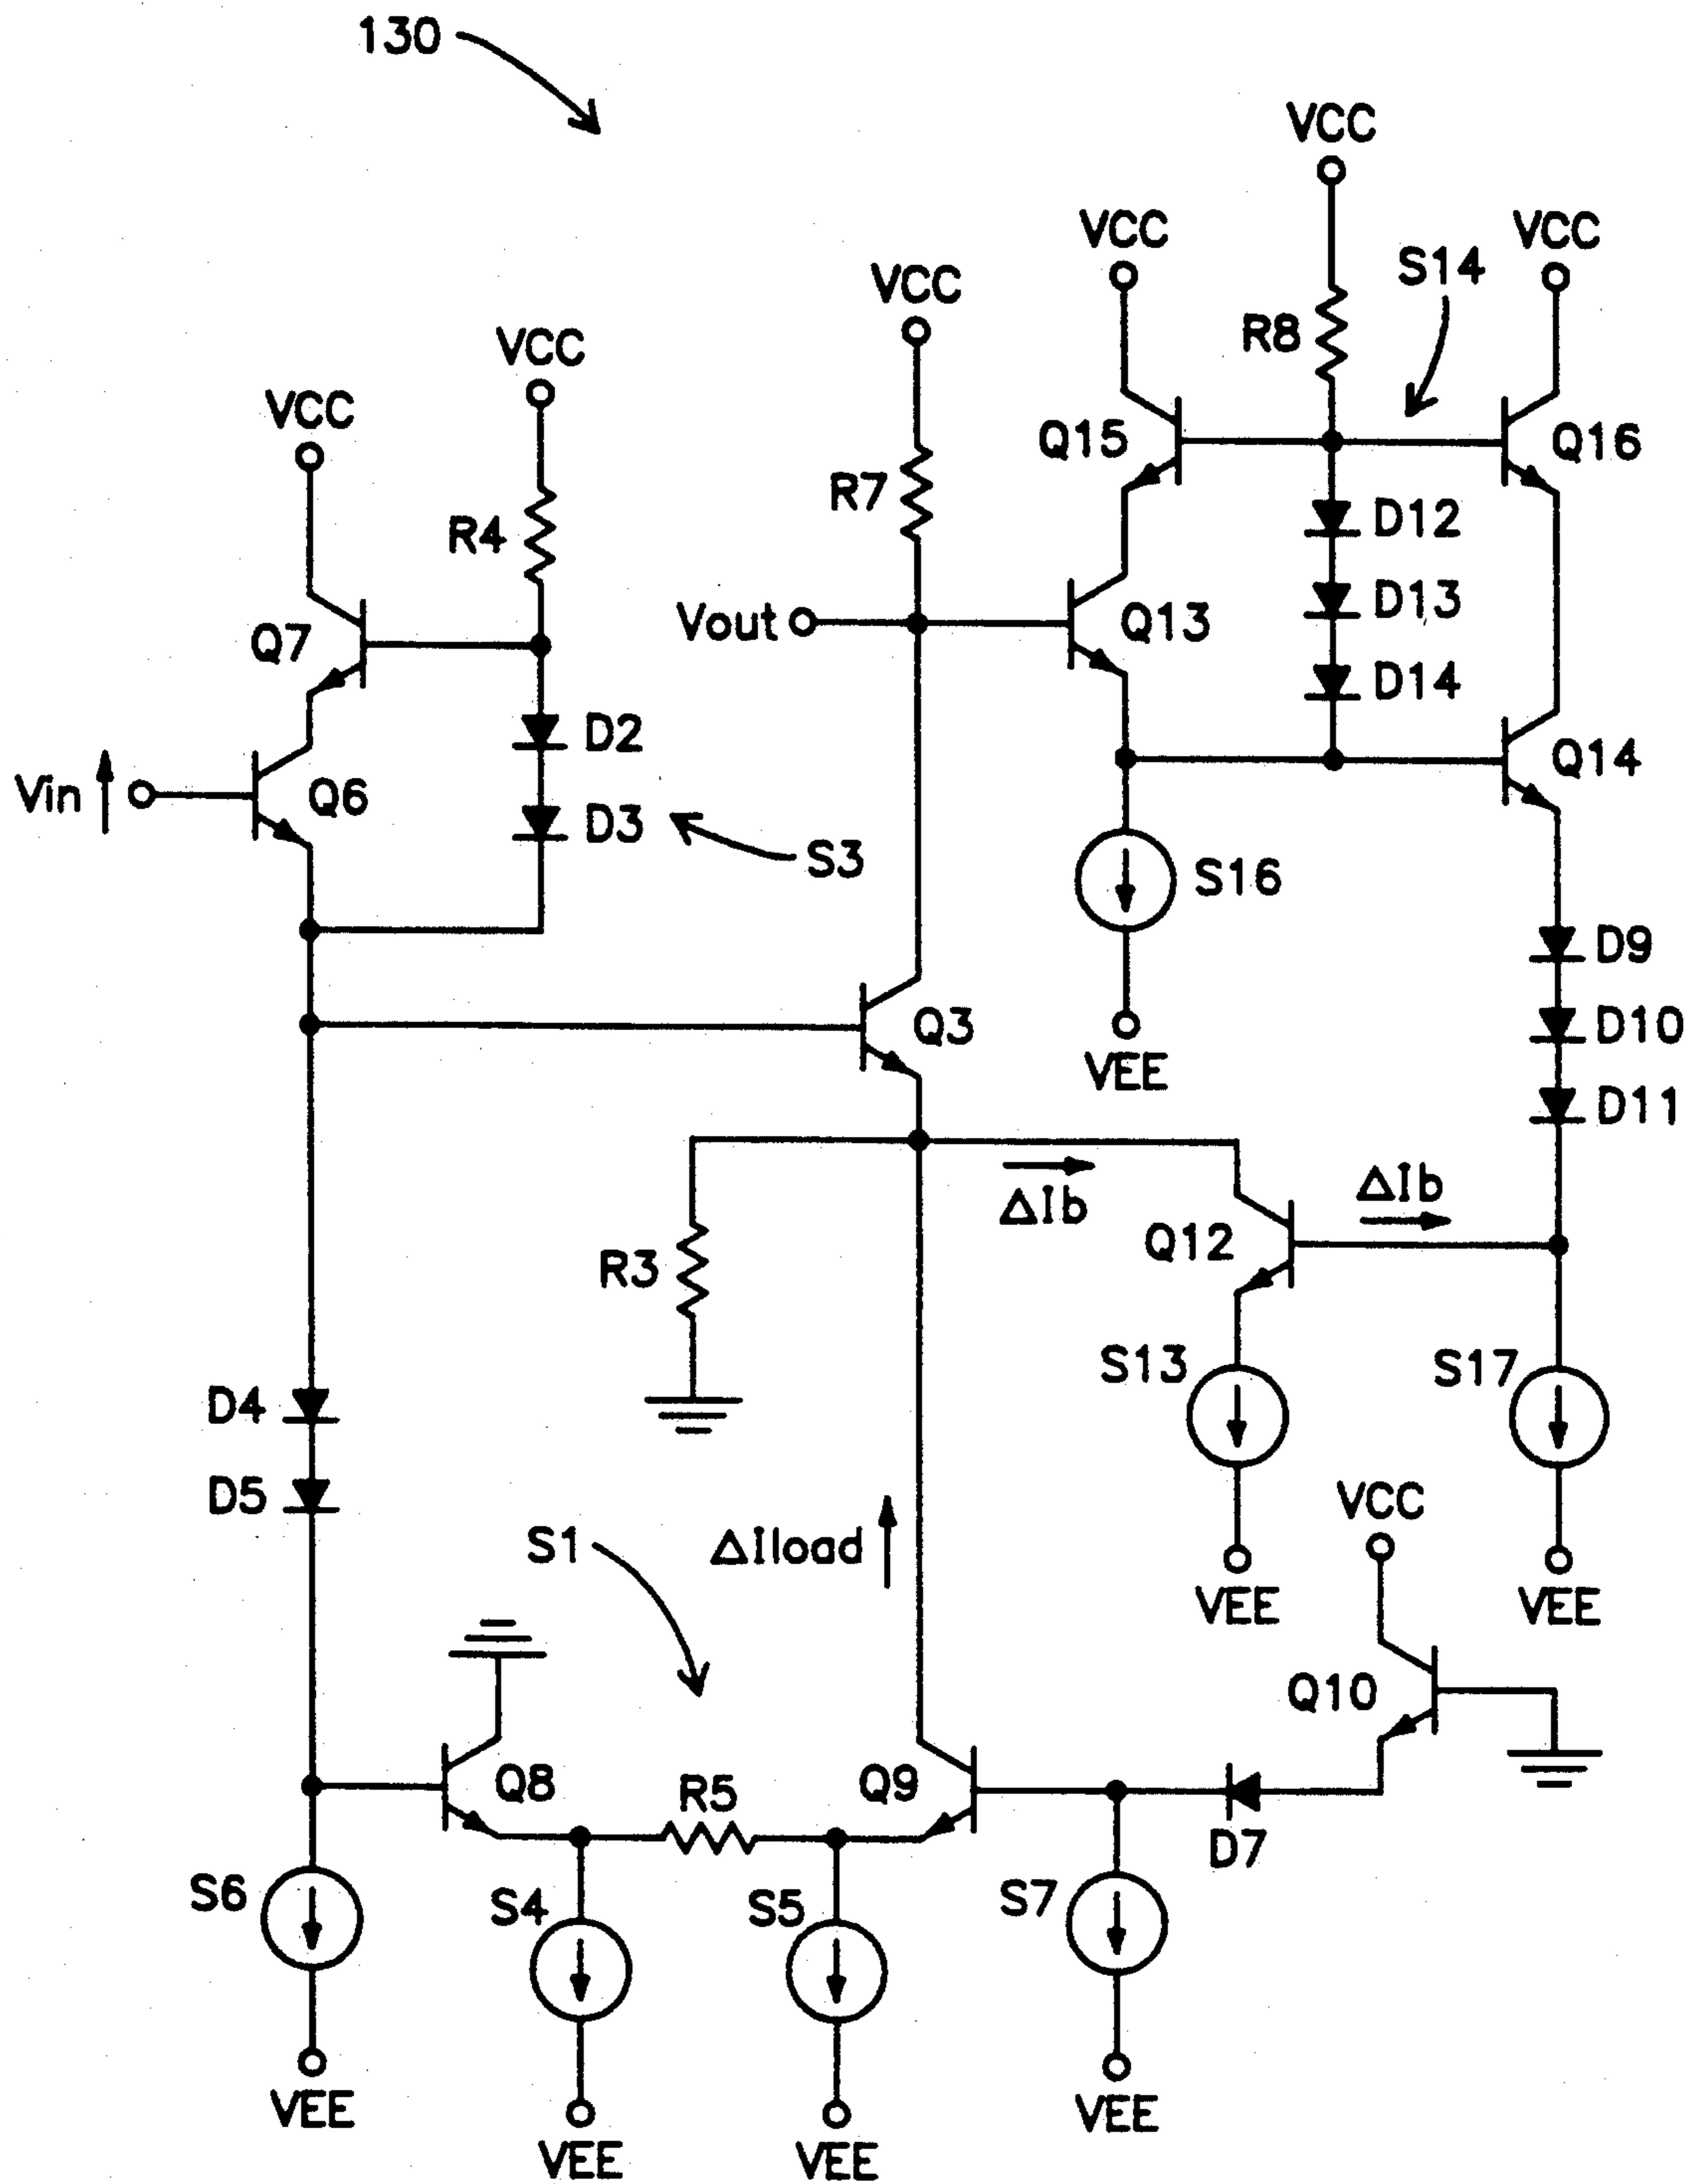 130
VCC
VCC
VCC
S14
VCC
R8
VCC
VCC
Q15
Q16
R7
D12
R4
D13
Vout
Q13
Q7
D14
D2
Q14
Vin
Q6
D3
S3
S16
D9
Q3
D10
VEE
D11
ΔIb
ΔIb
Q12
R3
S13
S17
D4
D5
VCC
S1
ΔIload
VEE
VEE
Q10
Q8
R5
Q9
D7
S6
S4
S5
S7
VEE
VEE
VEE
VEE